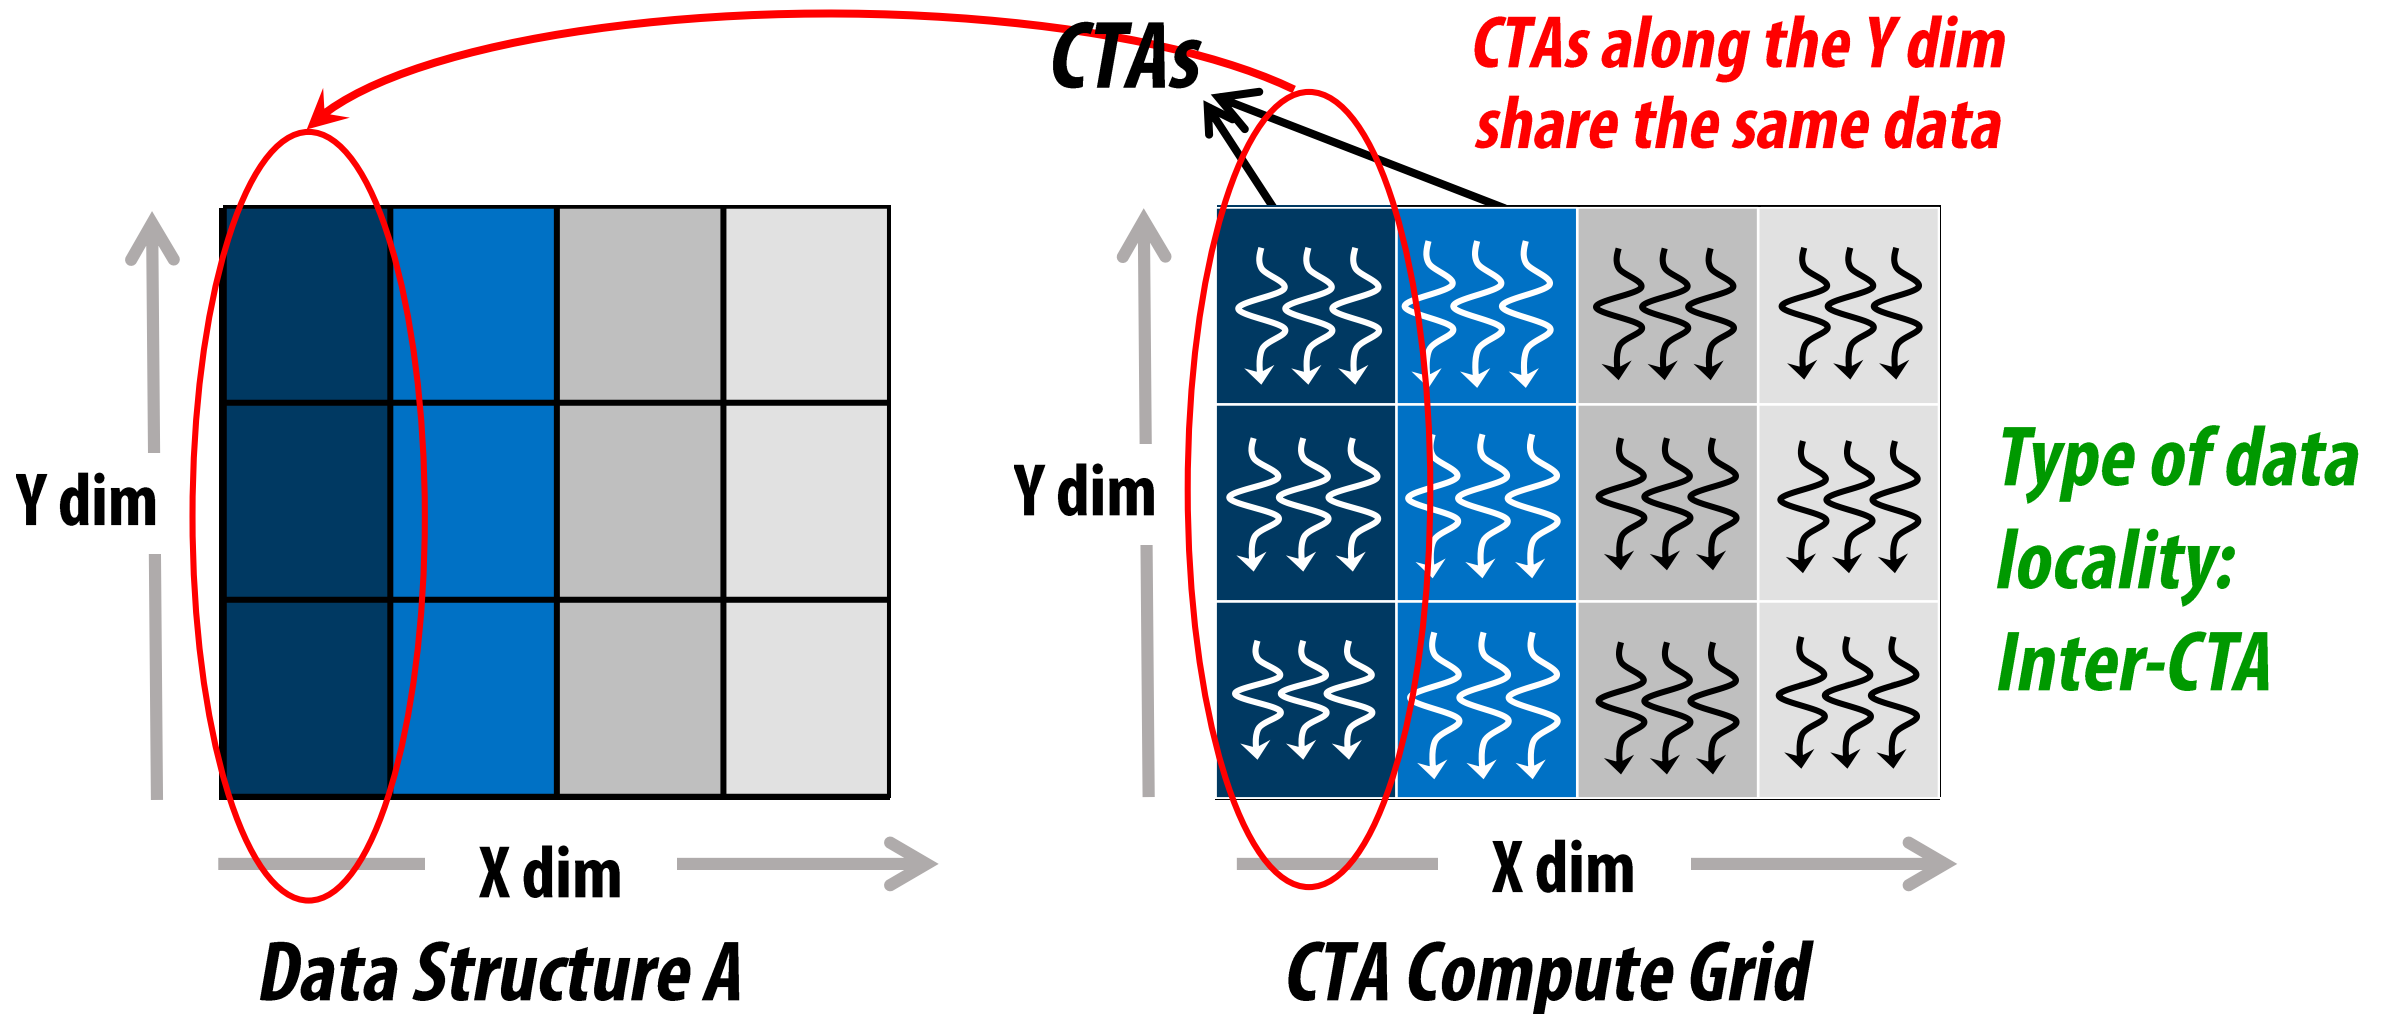 CTAs
CTAs along the Y dim
share the same data
Y dim
Y dim
Type of data
locality:
Inter-CTA
X dim
X dim
Data Structure A
CTA Compute Grid